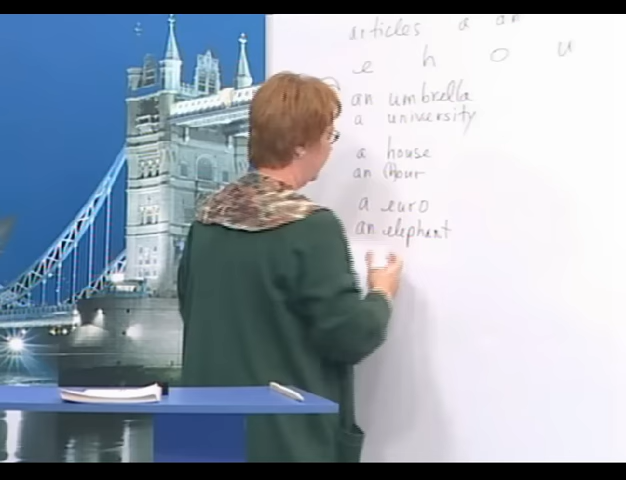 articles a an
e h o u
an umbrella
a university
a house
an hour
a euro
an elephant